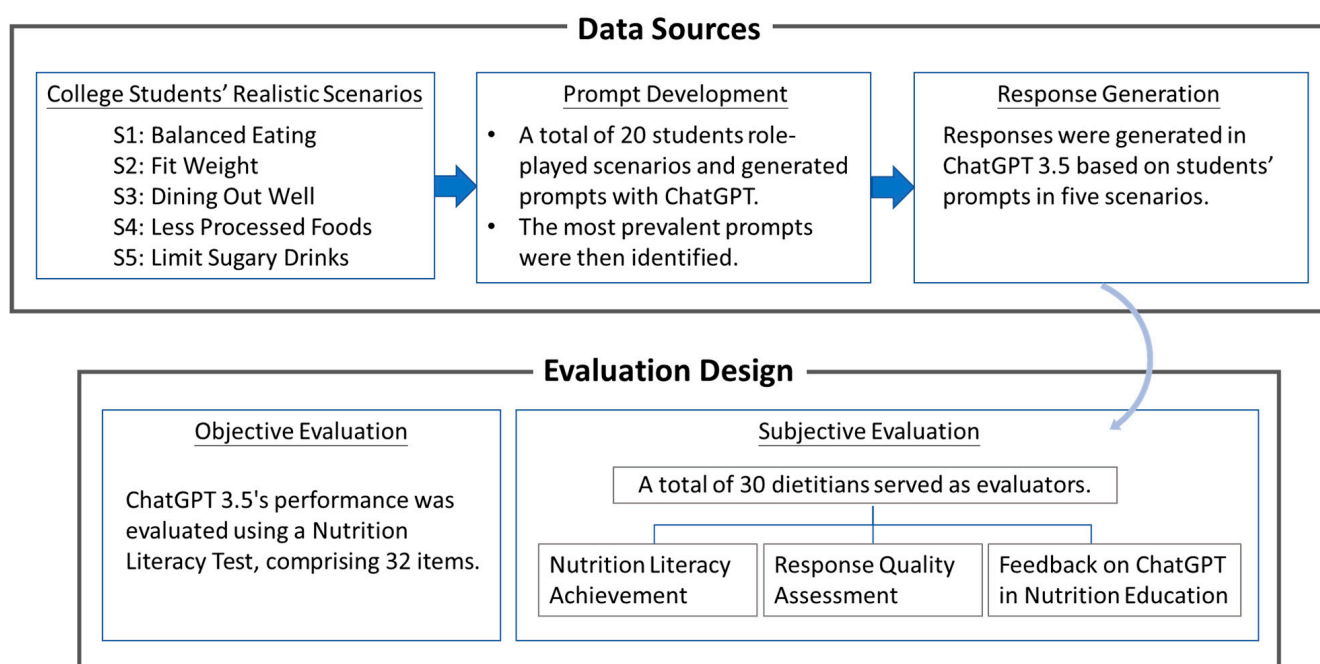 Data Sources
College Students’ Realistic Scenarios
S1: Balanced Eating
S2: Fit Weight
S3: Dining Out Well
S4: Less Processed Foods
S5: Limit Sugary Drinks
Prompt Development
• A total of 20 students role-
played scenarios and generated
prompts with ChatGPT.
• The most prevalent prompts
were then identified.
Response Generation
Responses were generated in
ChatGPT 3.5 based on students’
prompts in five scenarios.
Evaluation Design
Objective Evaluation
ChatGPT 3.5's performance was
evaluated using a Nutrition
Literacy Test, comprising 32 items.
Subjective Evaluation
A total of 30 dietitians served as evaluators.
Nutrition Literacy
Achievement
Response Quality
Assessment
Feedback on ChatGPT
in Nutrition Education